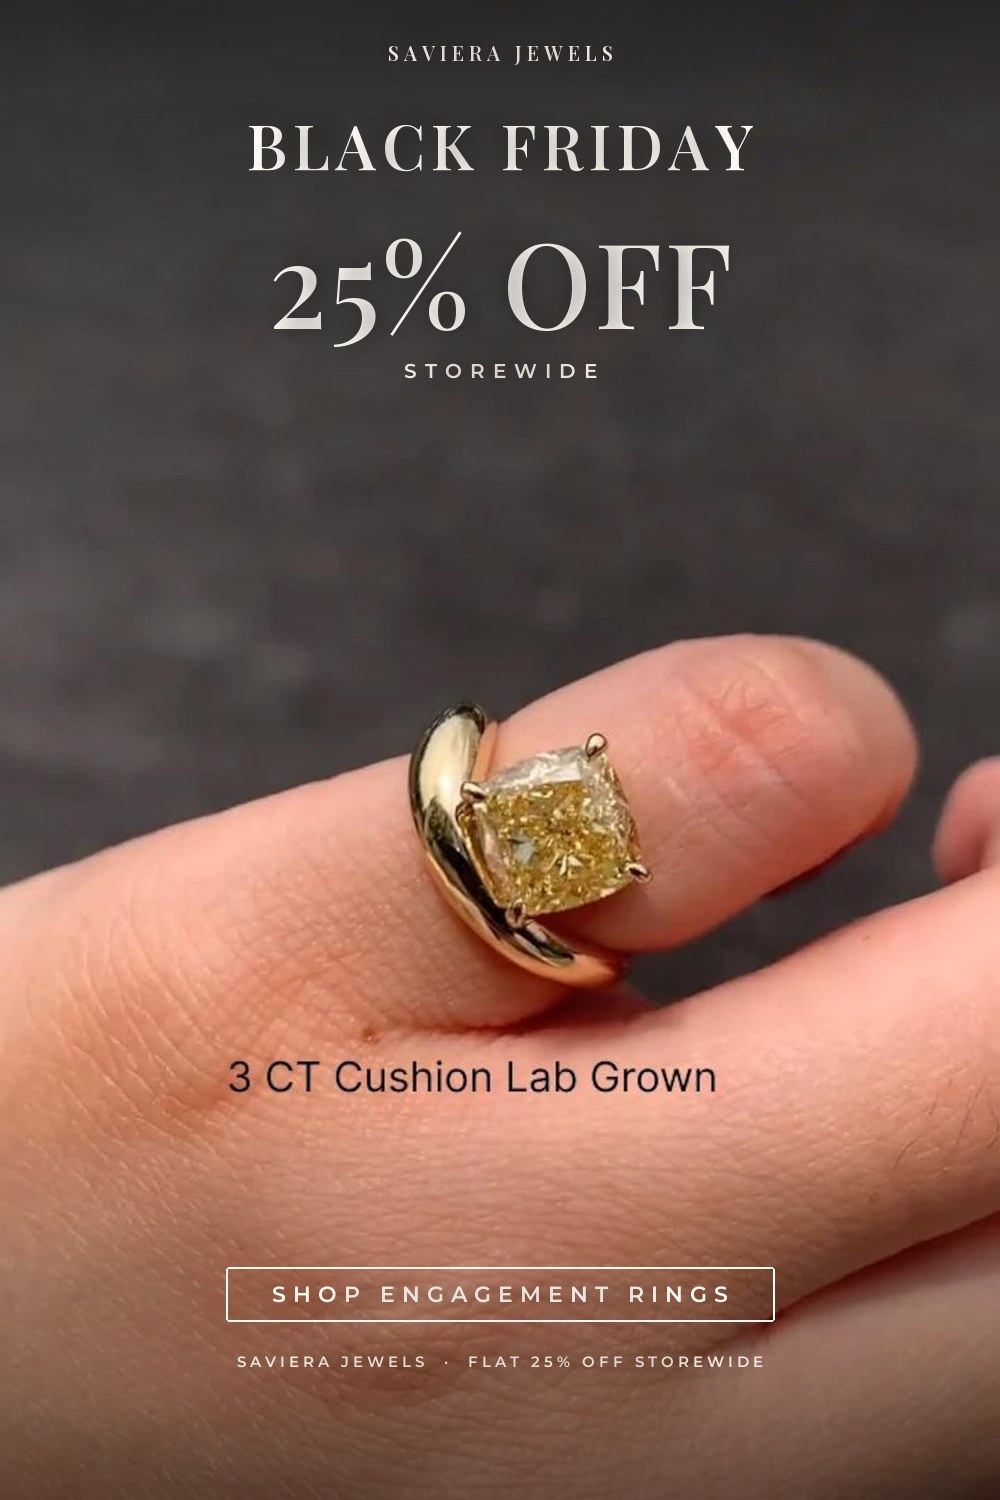 SAVIERA JEWELS
BLACK FRIDAY
25% OFF
STOREWIDE
3 CT Cushion Lab Grown
SHOP ENGAGEMENT RINGS
SAVIERA JEWELS · FLAT 25% OFF STOREWIDE